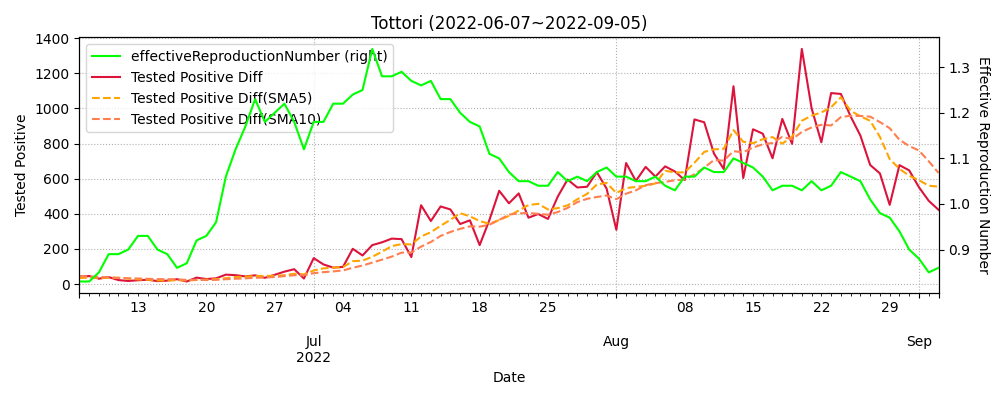 Tottori (2022-06-07~2022-09-05)
effectiveReproductionNumber (right)
Tested Positive Diff
Tested Positive Diff(SMA5)
Tested Positive Diff(SMA10)
Tested Positive
1400
1200
1000
800
600
400
200
0
Effective Reproduction Number
1.3
1.2
1.1
1.0
0.9
13 20 27 04 11 18 25 08 15 22 29
Jul Aug Sep
2022
Date